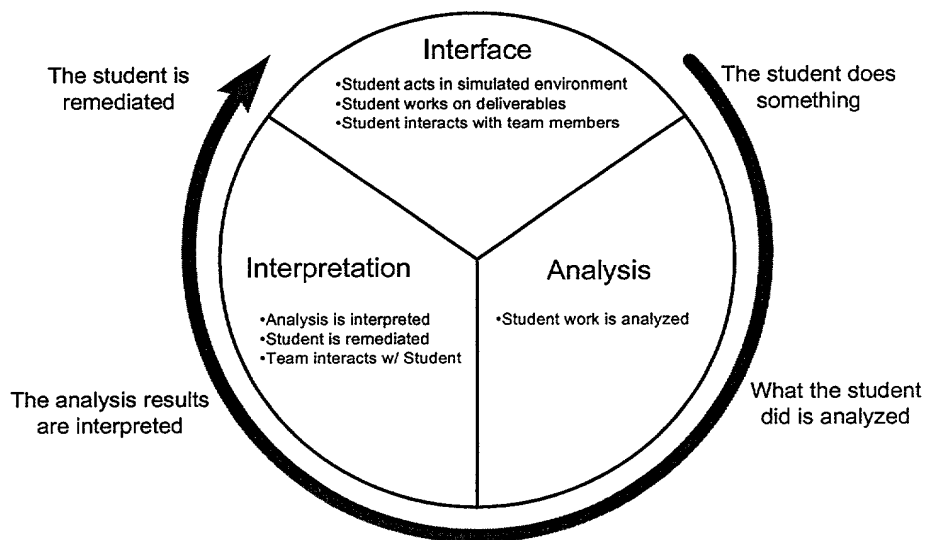 Interface
•Student acts in simulated environment
•Student works on deliverables
•Student interacts with team members
The student is
remediated
The student does
something
Interpretation
•Analysis is interpreted
•Student is remediated
•Team interacts w/ Student
Analysis
•Student work is analyzed
The analysis results
are interpreted
What the student
did is analyzed